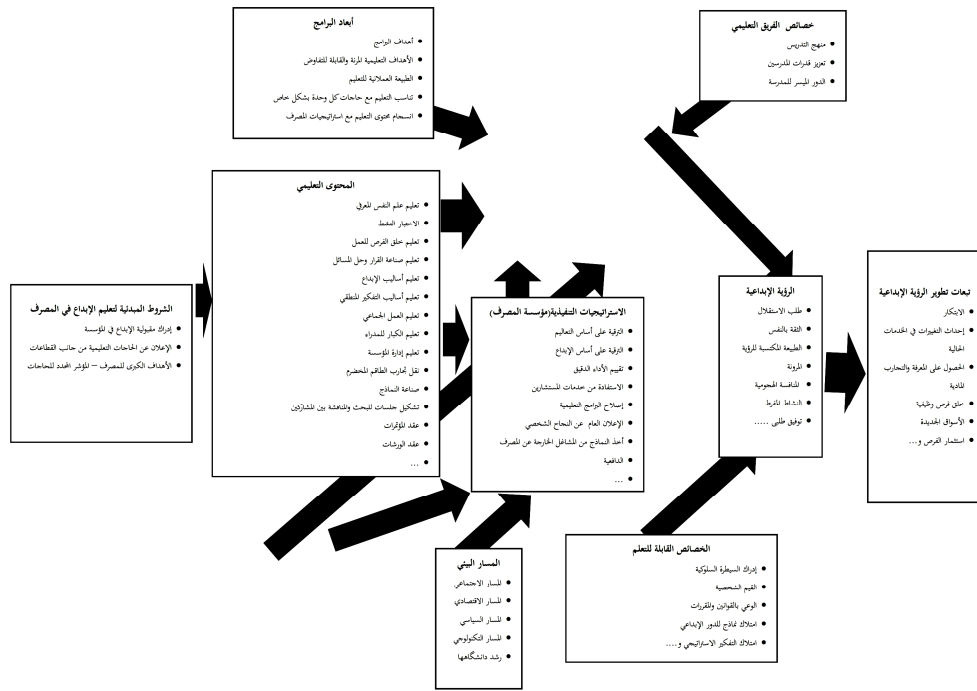 أبعاد البرامج
أهداف البرامج
الأهداف التعليمية المرنة والقابلة للتفاوض
الطبيعة العملانية للتعليم
تناسب التعليم مع حاجات كل وحدة بشكل خاص
انسجام محتوى التعليم مع استراتيجيات المصرف
خصائص الفريق التعليمي
منهج التدريس
تعزيز قدرات المدرسين
الدور الميسر للمدرسة
المحتوى التعليمي
تعليم علم النفس المعرفي
تعليم خلق الفرص للعمل
تعليم صناعة القرار وحل المسائل
تعليم أساليب الإبداع
تعليم أساليب التفكير المنطقي
تعليم العمل الجماعي
تعليم الكبار للمدراء
تعليم إدارة المؤسسة
نقل تجارب الطاقم المخضرم
صناعة النماذج
تشكيل جلسات للبحث والمناقشة بين المشاركين
عقد المؤتمرات
عقد الورشات
...
الشروط المبدئية لتعليم الإبداع في المصرف
إدراك مقبولية الإبداع في المؤسسة
الإعلان عن الحاجات التعليمية من جانب القطاعات
الأهداف الكبرى للمصرف – المؤشر المحدد للحاجات
الاستراتيجيات التنفيذية(مؤسسة المصرف)
الترقية على أساس التعاليم
الترقية على أساس الإبداع
تقييم الأداء الدقيق
الاستفادة من خدمات المستشارين
إصلاح البرامج التعليمية
الإعلان العام عن النجاح الشخصي
أخذ النماذج من المشاغل الخارجة عن المصرف
الدافعية
...
الرؤية الإبداعية
طلب الاستقلال
الثقة بالنفس
الطبيعة المكتسبة للرؤية
المرونة
المنافسة الهجومية
النشاط المفرط
توفيق طلبى .....
تبعات تطوير الرؤية الإبداعية
الابتكار
إحداث التغييرات في الخدمات
الحالية
الحصول على المعرفة والتجارب
المادية
خلق فرص وظيفية
الأسواق الجديدة
استثمار الفرص و...
المسار البيئي
المسار الاجتماعي
المسار الاقتصادي
المسار السياسي
المسار التكنولوجي
رشد دانشگاهها
الخصائص القابلة للتعلم
إدراك السيطرة السلوكية
القيم الشخصية
الوعي بالقوانين والمقررات
امتلاك نماذج للدور الإبداعي
امتلاك التفكير الاستراتيجي و....